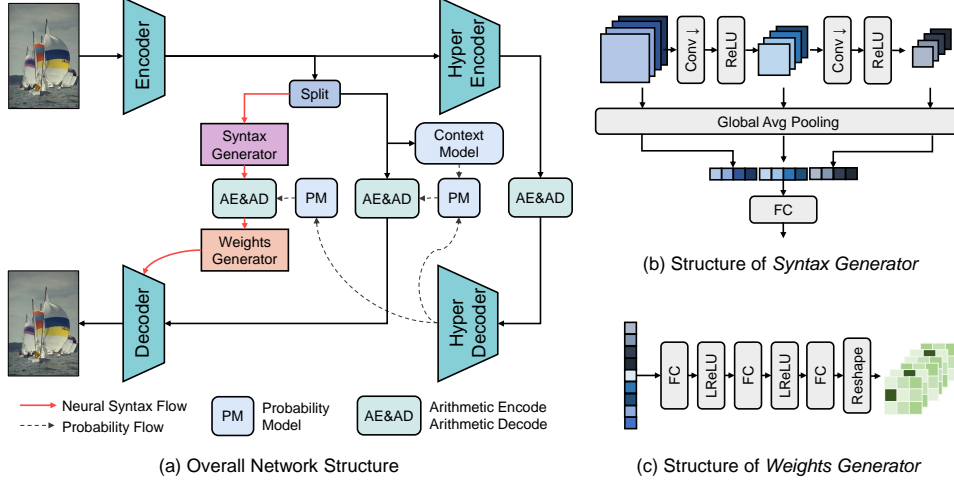 Encoder
Hyper
Encoder
Split
Syntax
Generator
Context
Model
AE&AD
PM
AE&AD
PM
AE&AD
Weights
Generator
Decoder
Hyper
Decoder
Neural Syntax Flow
Probability Flow
PM
Probability
Model
AE&AD
Arithmetic Encode
Arithmetic Decode
(a) Overall Network Structure
Conv↓
ReLU
Conv↓
ReLU
Global Avg Pooling
FC
(b) Structure of Syntax Generator
FC
LReLU
FC
LReLU
FC
Reshape
(c) Structure of Weights Generator